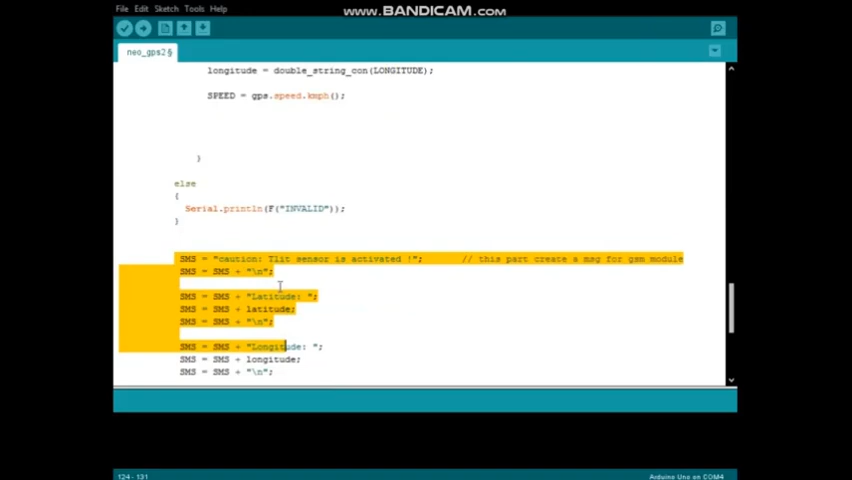 www.BANDICAM.com
File Edit Sketch Tools Help
neo_gps2§
longitude = double_string_con(LONGITUDE);
SPEED = gps.speed.kmph();
}
else
{
Serial.println(F("INVALID"));
}
SMS = "caution: Tlit sensor is activated !"; // this part create a msg for gsm module
SMS = SMS + "\n";
SMS = SMS + "Latitude: ";
SMS = SMS + latitude;
SMS = SMS + "\n";
SMS = SMS + "Longitude: ";
SMS = SMS + longitude;
SMS = SMS + "\n";
124 - 131 Arduino Uno on COM4